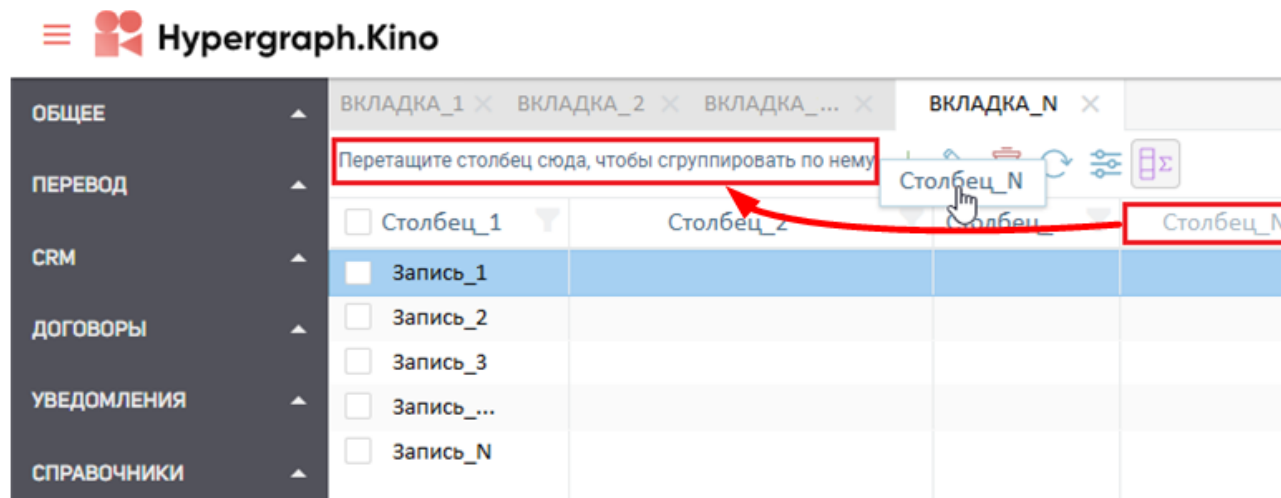 Hypergraph.Kino
ОБЩЕЕ
ПЕРЕВОД
CRM
ДОГОВОРЫ
УВЕДОМЛЕНИЯ
СПРАВОЧНИКИ
ВКЛАДКА_1 ВКЛАДКА_2 ВКЛАДКА_... ВКЛАДКА_N
Перетащите столбец сюда, чтобы сгруппировать по нему
Столбец_N
Столбец_1 Столбец_2 Столбец_ Столбец_N
Запись_1
Запись_2
Запись_3
Запись_...
Запись_N